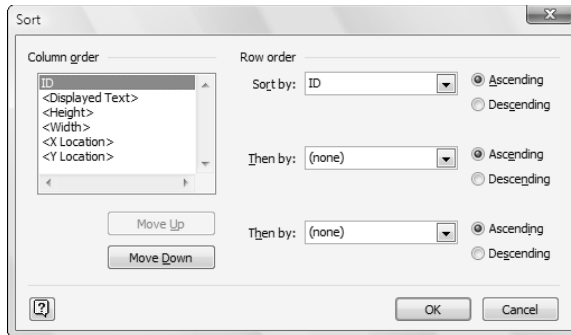 Sort
Column order
ID
<Displayed Text>
<Height>
<Width>
<X Location>
<Y Location>
Move Up
Move Down
Row order
Sort by: ID
Ascending
Descending
Then by: (none)
Ascending
Descending
Then by: (none)
Ascending
Descending
?
OK
Cancel